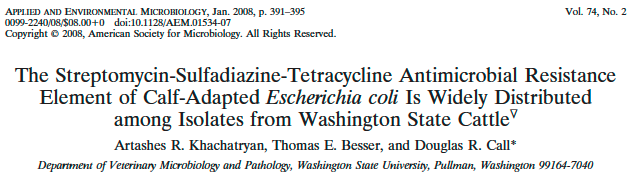 APPLIED AND ENVIRONMENTAL MICROBIOLOGY, Jan. 2008, p. 391–395
Vol. 74, No. 2
0099-2240/08/$08.00+0 doi:10.1128/AEM.01534-07
Copyright © 2008, American Society for Microbiology. All Rights Reserved.
The Streptomycin-Sulfadiazine-Tetracycline Antimicrobial Resistance
Element of Calf-Adapted Escherichia coli Is Widely Distributed
among Isolates from Washington State Cattle∇
Artashes R. Khachatryan, Thomas E. Besser, and Douglas R. Call*
Department of Veterinary Microbiology and Pathology, Washington State University, Pullman, Washington 99164-7040